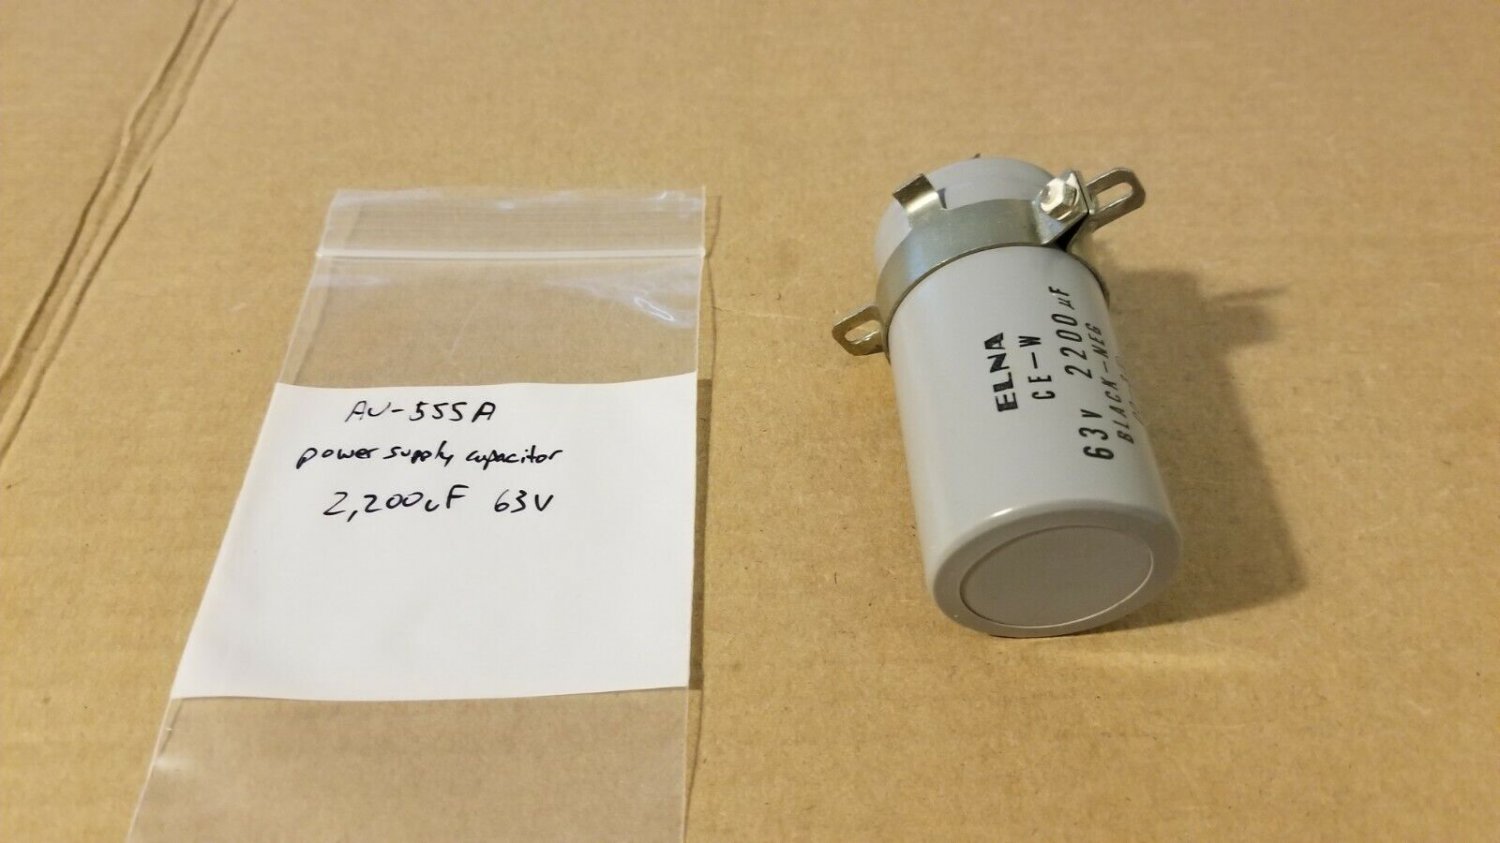 AU-555A
power supply capacitor
2,200uF 63V
ELNA
CE-W
63V 2200µF
BLACK-NEG